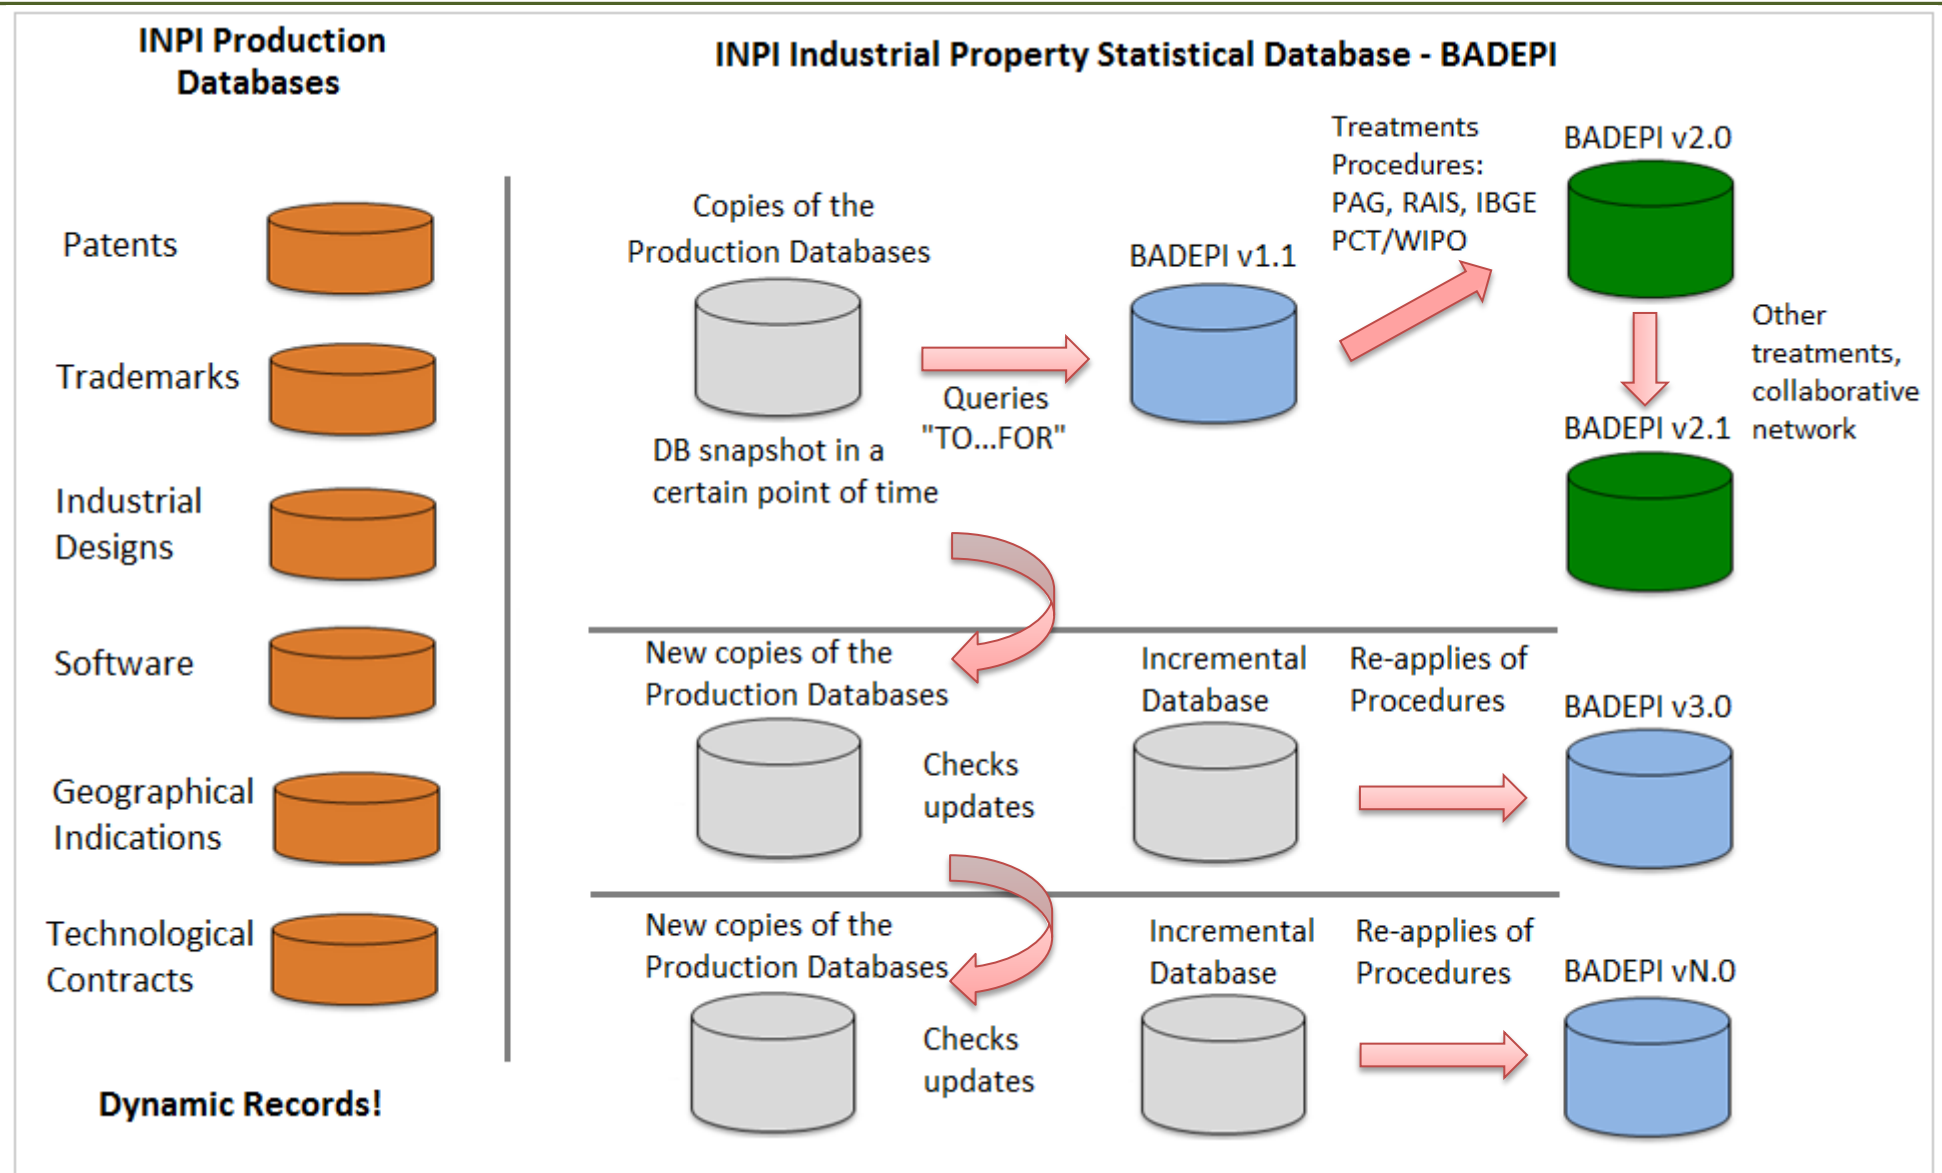 INPI Production
Databases
Patents
Trademarks
Industrial
Designs
Software
Geographical
Indications
Technological
Contracts
Dynamic Records!
INPI Industrial Property Statistical Database - BADEPI
Copies of the
Production Databases
DB snapshot in a
certain point of time
Queries
"TO...FOR"
BADEPI v1.1
Treatments
Procedures:
PAG, RAIS, IBGE
PCT/WIPO
BADEPI v2.0
Other
treatments,
collaborative
network
BADEPI v2.1
New copies of the
Production Databases
Checks
updates
Incremental
Database
Re-applies of
Procedures
BADEPI v3.0
New copies of the
Production Databases
Checks
updates
Incremental
Database
Re-applies of
Procedures
BADEPI vN.0